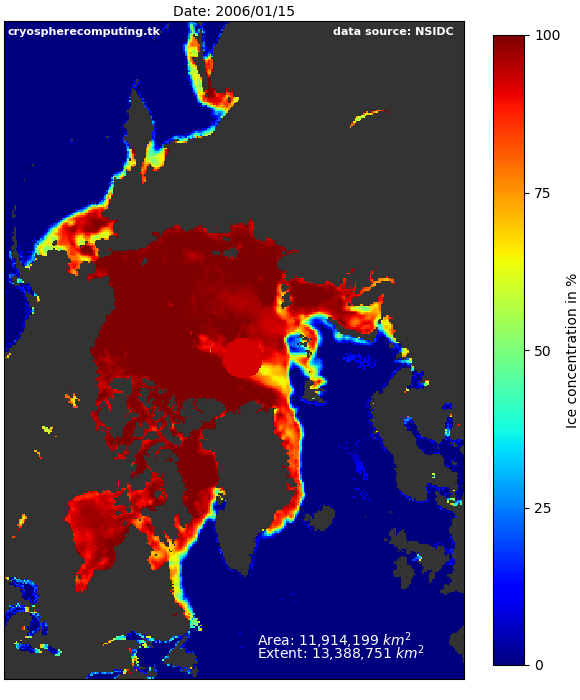 Date: 2006/01/15
cryospherecomputing.tk
data source: NSIDC
100
75
50
25
0
Ice concentration in %
Area: 11,914,199 km²
Extent: 13,388,751 km²